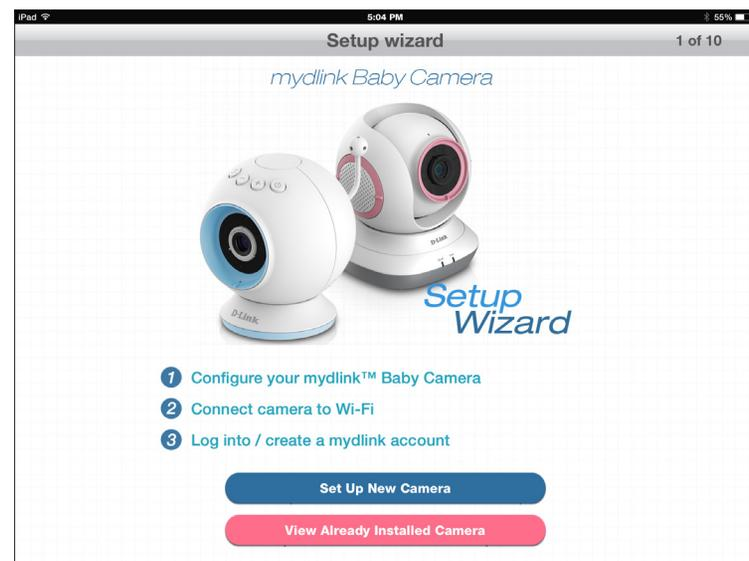 iPad 5:04 PM 55%
Setup wizard 1 of 10
mydlink Baby Camera
D-Link
D-Link
Setup
Wizard
1 Configure your mydlink™ Baby Camera
2 Connect camera to Wi-Fi
3 Log into / create a mydlink account
Set Up New Camera
View Already Installed Camera